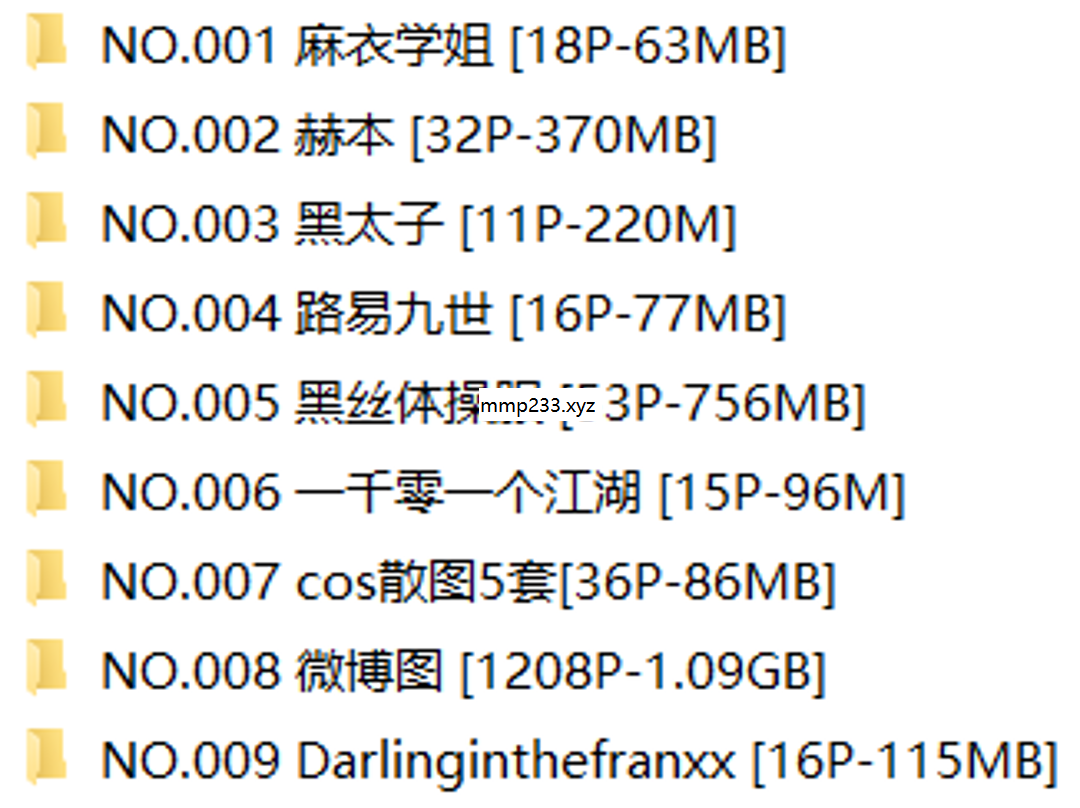 NO.001 麻衣学姐 [18P-63MB]
NO.002 赫本 [32P-370MB]
NO.003 黑太子 [11P-220M]
NO.004 路易九世 [16P-77MB]
NO.005 黑丝体操 3P-756MB]
mmp233.xyz
NO.006 一千零一个江湖 [15P-96M]
NO.007 cos散图5套[36P-86MB]
NO.008 微博图 [1208P-1.09GB]
NO.009 Darlinginthefranxx [16P-115MB]